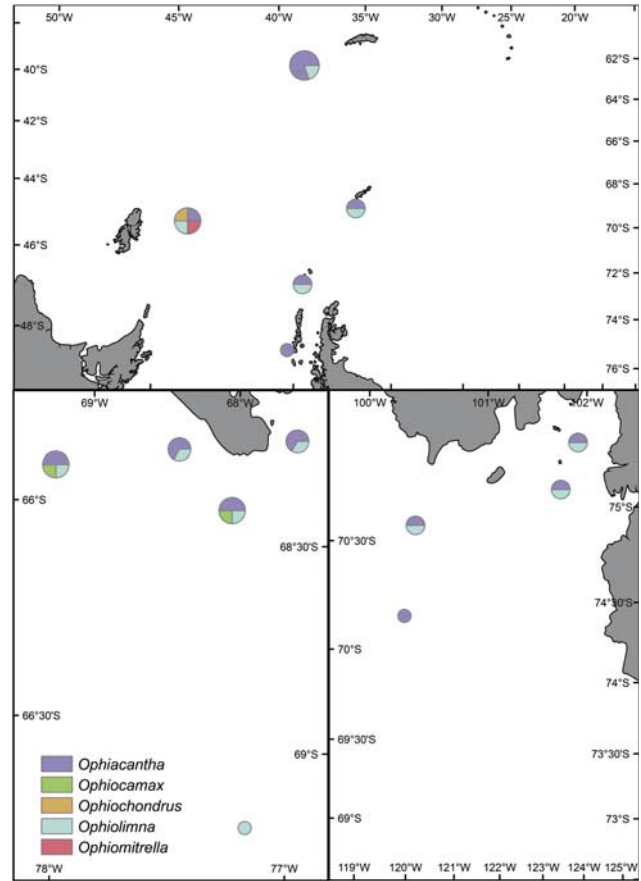 50°W 45°W 40°W 35°W 30°W 25°W 20°W
40°S 62°S
42°S 64°S
66°S
44°S 68°S
46°S 70°S
72°S
48°S 74°S
76°S
69°W 68°W 100°W 101°W 102°W
66°S 75°S
68°30'S 70°30'S
74°30'S
70°S
74°S
66°30'S
69°30'S
69°S 73°30'S
Ophiacantha
Ophiocamax
Ophiochondrus
Ophiolimna
Ophiomitrella
69°S 73°S
78°W 77°W 119°W 120°W 121°W 122°W 123°W 124°W 125°W